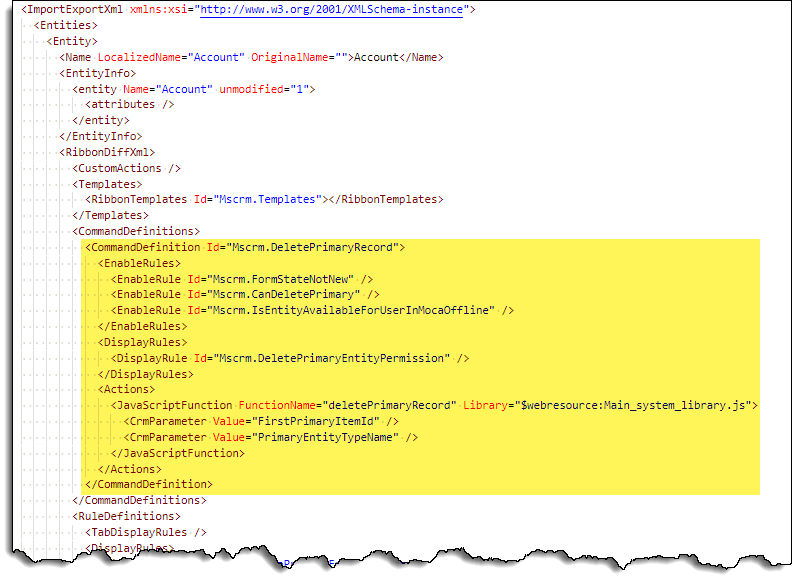 <ImportExportXml xmlns:xsi="http://www.w3.org/2001/XMLSchema-instance">
<Entities>
<Entity>
<Name LocalizedName="Account" OriginalName="">Account</Name>
<EntityInfo>
<entity Name="Account" unmodified="1">
<attributes />
</entity>
</EntityInfo>
<RibbonDiffXml>
<CustomActions />
<Templates>
<RibbonTemplates Id="Mscrm.Templates"></RibbonTemplates>
</Templates>
<CommandDefinitions>
<CommandDefinition Id="Mscrm.DeletePrimaryRecord">
<EnableRules>
<EnableRule Id="Mscrm.FormStateNotNew" />
<EnableRule Id="Mscrm.CanDeletePrimary" />
<EnableRule Id="Mscrm.IsEntityAvailableForUserInMocaOffline" />
</EnableRules>
<DisplayRules>
<DisplayRule Id="Mscrm.DeletePrimaryEntityPermission" />
</DisplayRules>
<Actions>
<JavaScriptFunction FunctionName="deletePrimaryRecord" Library="$webresource:Main_system_library.js">
<CrmParameter Value="FirstPrimaryItemId" />
<CrmParameter Value="PrimaryEntityTypeName" />
</JavaScriptFunction>
</Actions>
</CommandDefinition>
</CommandDefinitions>
<RuleDefinitions>
<TabDisplayRules />
<DisplayRules>